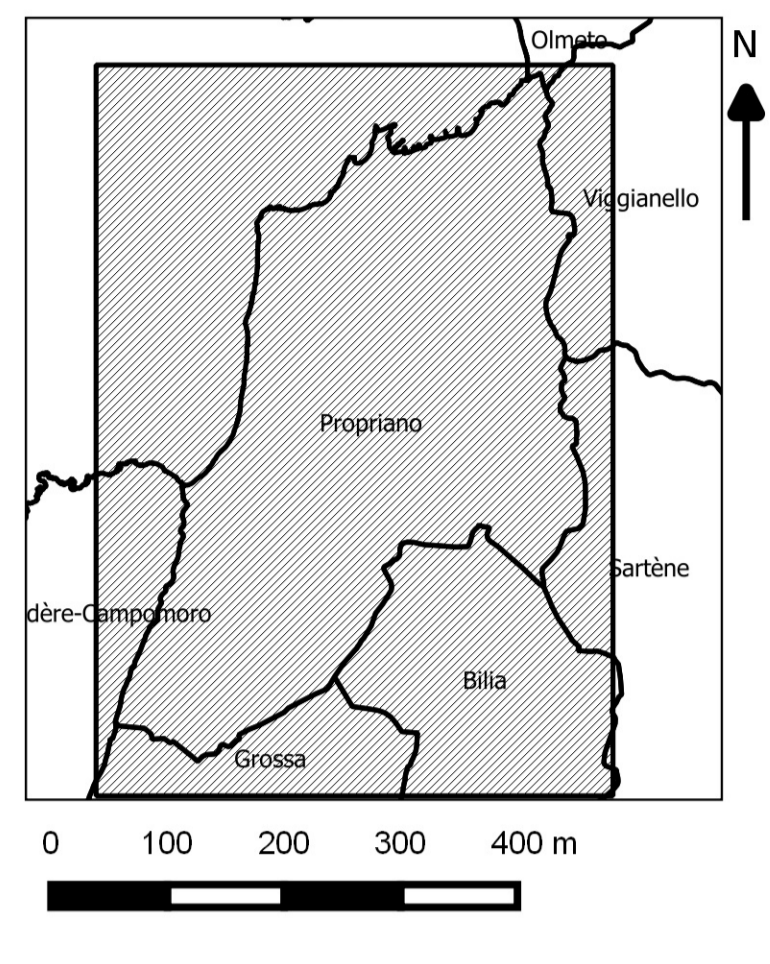 Olmeto
N
Viggianello
Propriano
Sartène
dère-Campomoro
Bilia
Grossa
0 100 200 300 400 m